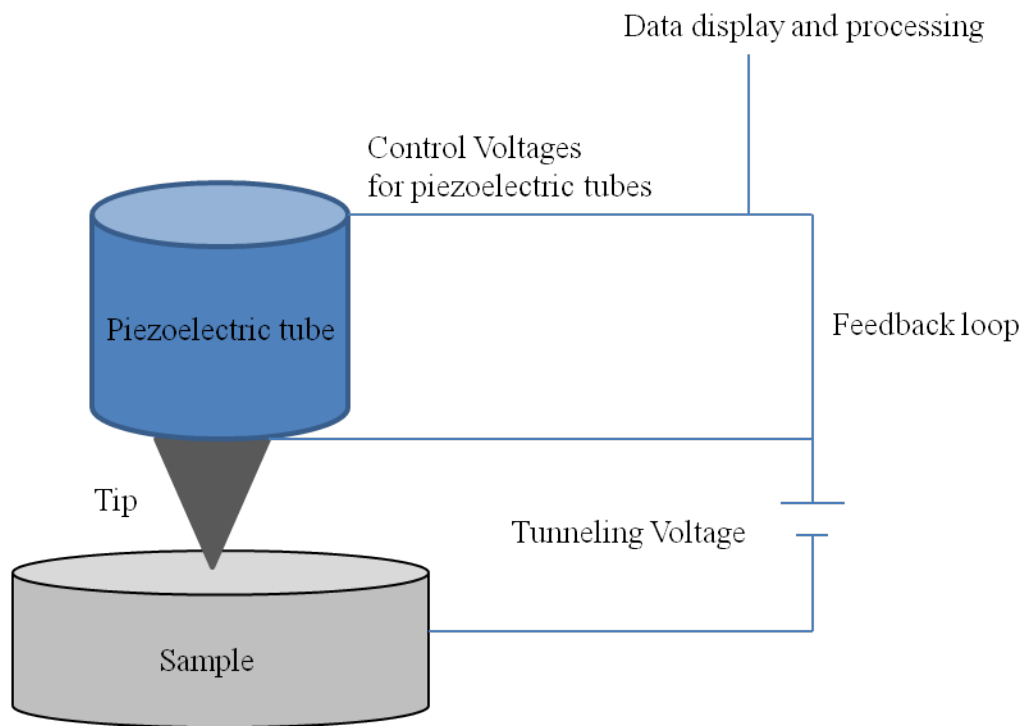 Data display and processing
Control Voltages
for piezoelectric tubes
Piezoelectric tube
Feedback loop
Tip
Tunneling Voltage
Sample